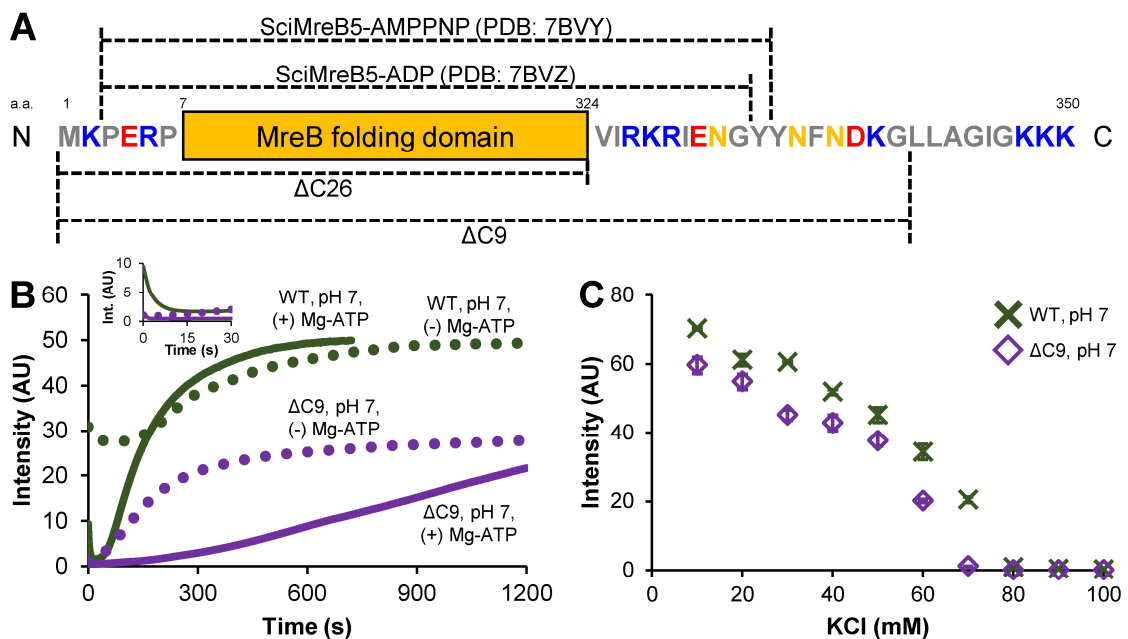 A
SciMreB5-AMPPNP (PDB: 7BVY)
SciMreB5-ADP (PDB: 7BVZ)
a.a. 1 7 324 350
N MKPERP MreB folding domain VIRKRIENGYYNFNDKGLLAGIGKKK C
ΔC26
ΔC9
B
Int. (AU)
10
5
0
0 15 30
Time (s)
WT, pH 7,
(+) Mg-ATP
WT, pH 7,
(-) Mg-ATP
ΔC9, pH 7,
(-) Mg-ATP
ΔC9, pH 7,
(+) Mg-ATP
Intensity (AU)
60
50
40
30
20
10
0
0 300 600 900 1200
Time (s)
C
WT, pH 7
ΔC9, pH 7
Intensity (AU)
80
60
40
20
0
0 20 40 60 80 100
KCl (mM)